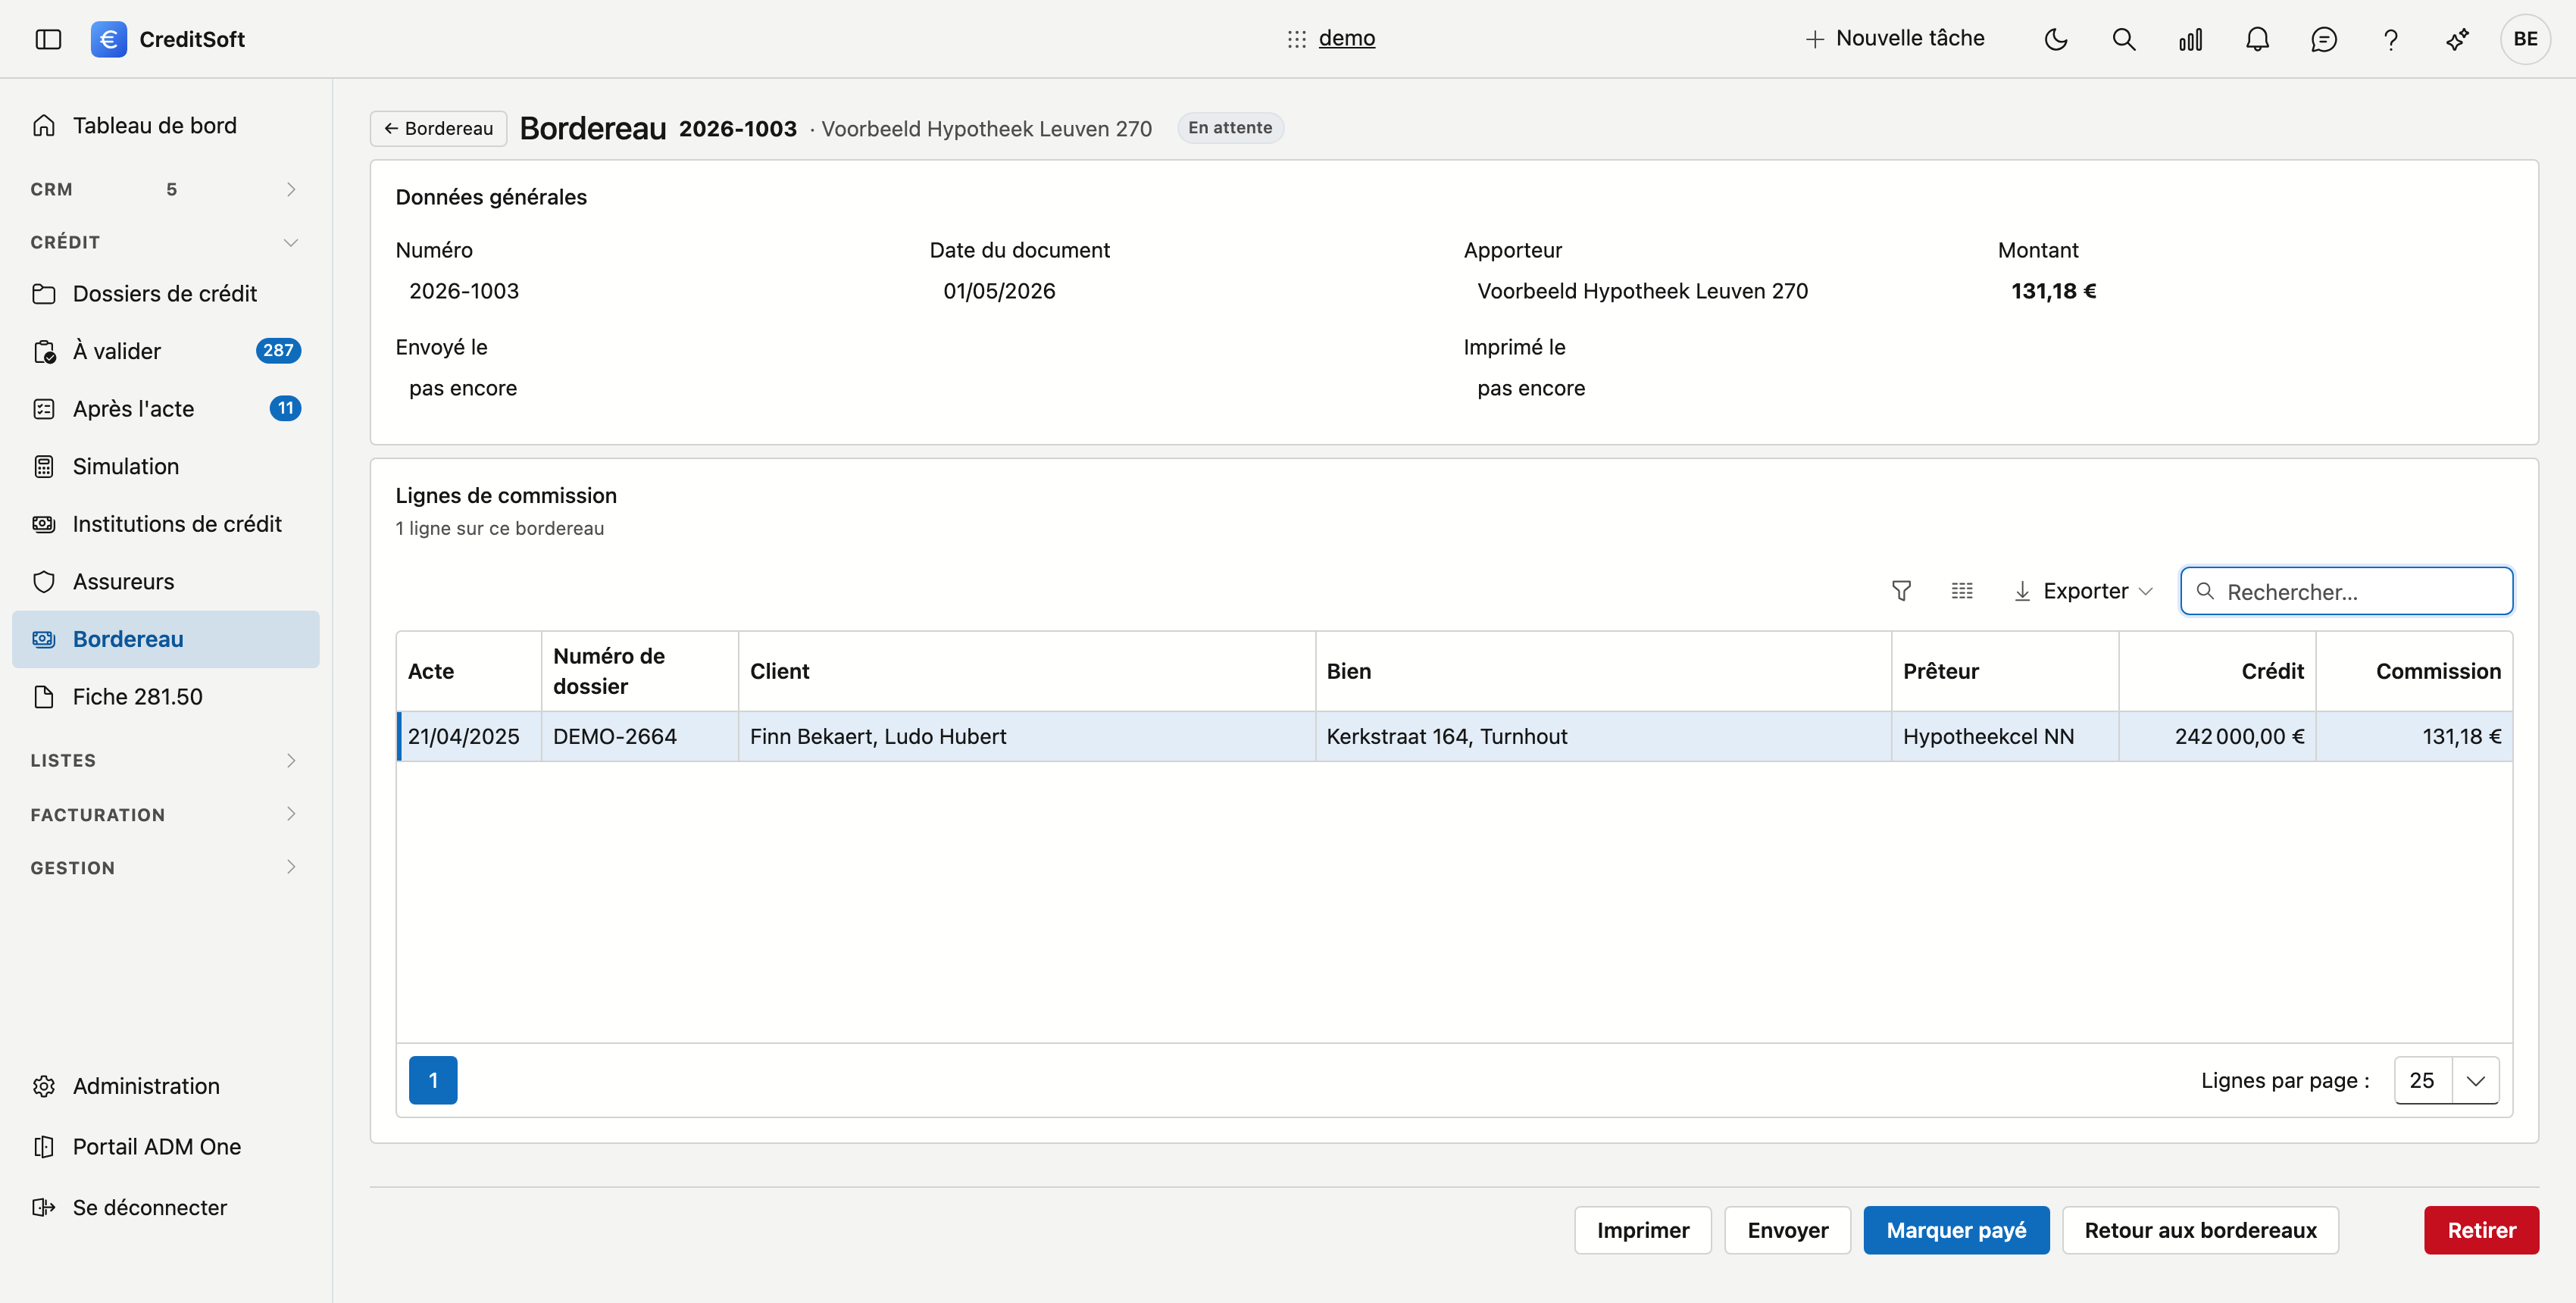 CreditSoft
demo
Nouvelle tâche
BE
Tableau de bord
CRM 5
CRÉDIT
Dossiers de crédit
À valider 287
Après l'acte 11
Simulation
Institutions de crédit
Assureurs
Bordereau
Fiche 281.50
LISTES
FACTURATION
GESTION
Administration
Portail ADM One
Se déconnecter
← Bordereau Bordereau 2026-1003 · Voorbeeld Hypotheek Leuven 270 En attente
Données générales
Numéro Date du document Apporteur Montant
2026-1003 01/05/2026 Voorbeeld Hypotheek Leuven 270 131,18 €
Envoyé le Imprimé le
pas encore pas encore
Lignes de commission
1 ligne sur ce bordereau
Exporter Rechercher...
Acte Numéro de dossier Client Bien Prêteur Crédit Commission
21/04/2025 DEMO-2664 Finn Bekaert, Ludo Hubert Kerkstraat 164, Turnhout Hypotheekcel NN 242 000,00 € 131,18 €
1 Lignes par page : 25
Imprimer Envoyer Marquer payé Retour aux bordereaux Retirer